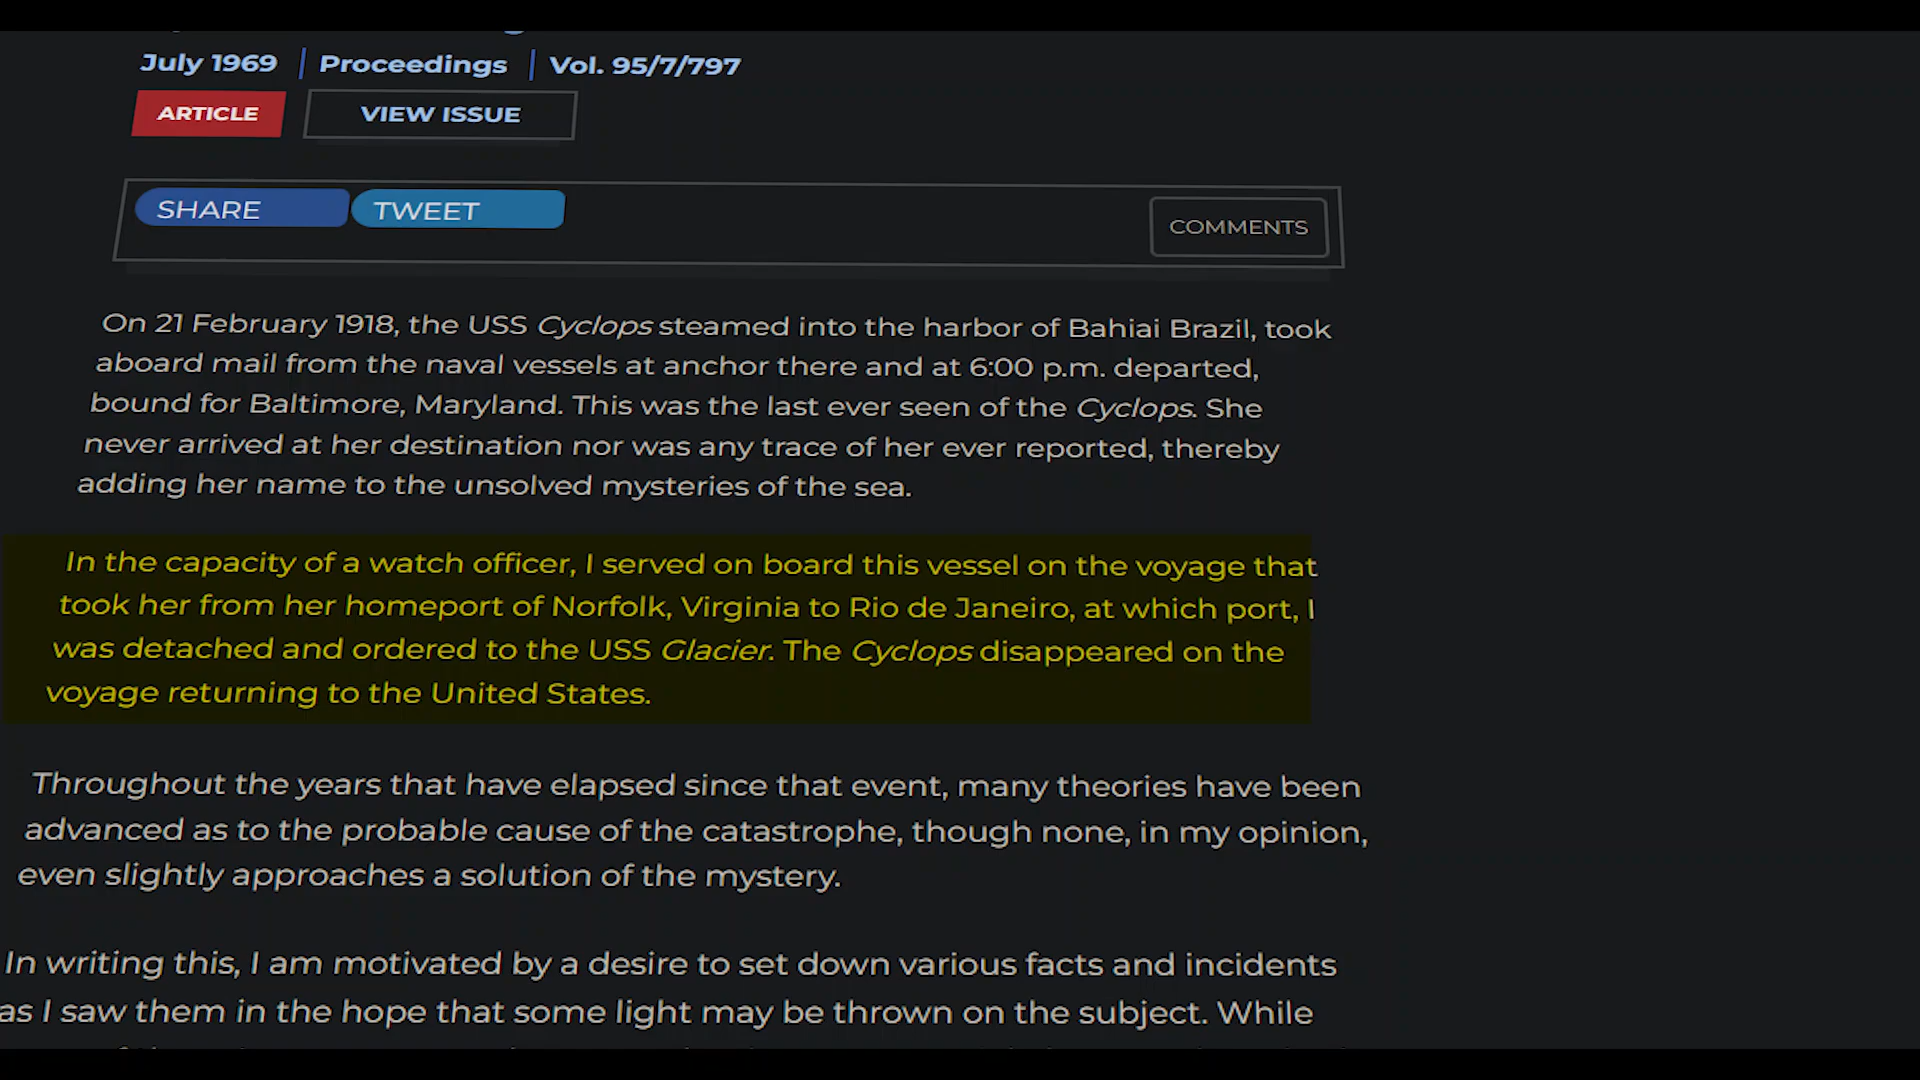 July 1969 | Proceedings | Vol. 95/7/797
ARTICLE VIEW ISSUE
SHARE TWEET
COMMENTS
On 21 February 1918, the USS Cyclops steamed into the harbor of Bahiai Brazil, took
aboard mail from the naval vessels at anchor there and at 6:00 p.m. departed,
bound for Baltimore, Maryland. This was the last ever seen of the Cyclops. She
never arrived at her destination nor was any trace of her ever reported, thereby
adding her name to the unsolved mysteries of the sea.
In the capacity of a watch officer, I served on board this vessel on the voyage that
took her from her homeport of Norfolk, Virginia to Rio de Janeiro, at which port, I
was detached and ordered to the USS Glacier. The Cyclops disappeared on the
voyage returning to the United States.
Throughout the years that have elapsed since that event, many theories have been
advanced as to the probable cause of the catastrophe, though none, in my opinion,
even slightly approaches a solution of the mystery.
In writing this, I am motivated by a desire to set down various facts and incidents
as I saw them in the hope that some light may be thrown on the subject. While